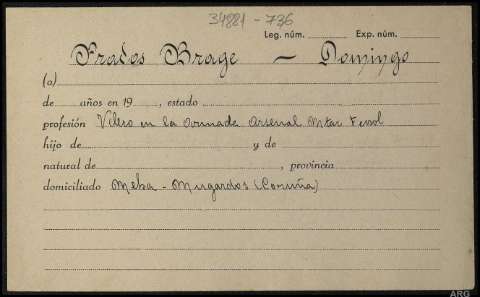 34881 - 736
Leg. núm. Exp. núm.
Prados Brage - Domingo
(a)
de años en 19 , estado
profesión Velero en la Armada Arsenal Mtar Ferrol
hijo de y de
natural de , provincia
domiciliado Meha - Mugardos (Coruña)
ARG